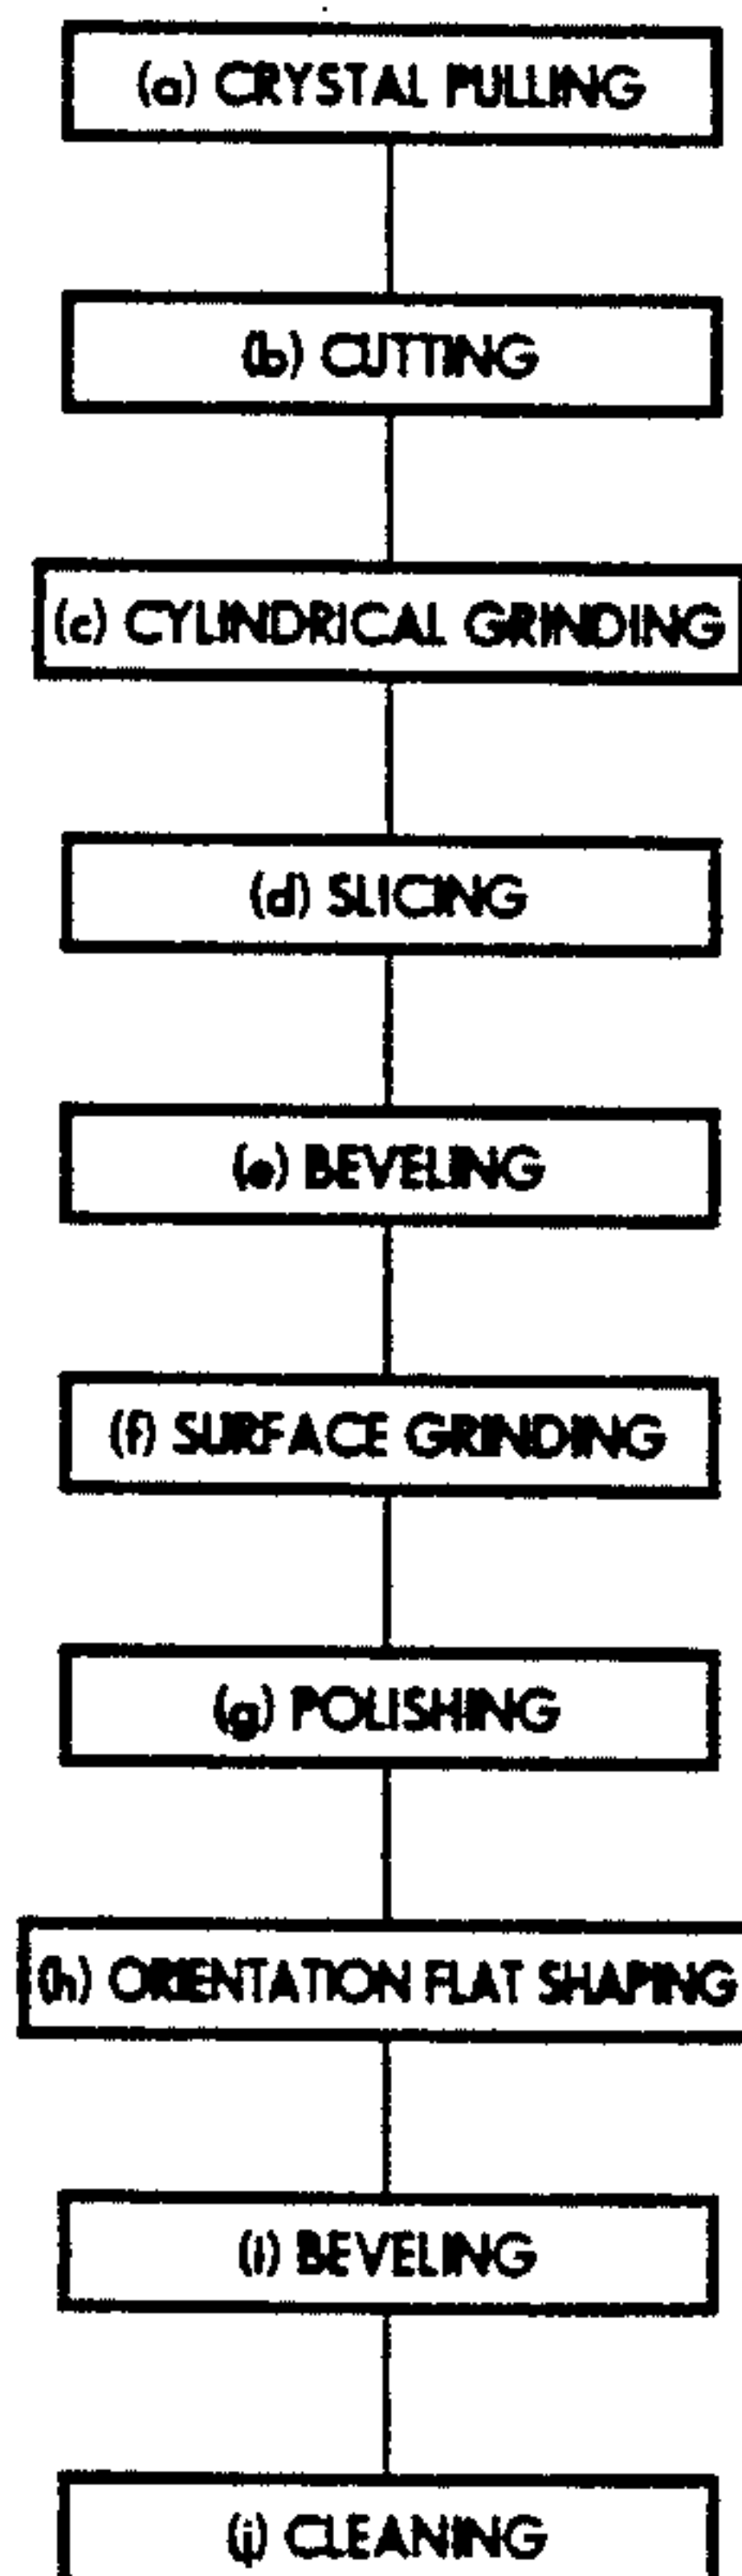 (a) CRYSTAL PULLING
(b) CUTTING
(c) CYLINDRICAL GRINDING
(d) SLICING
(e) BEVELING
(f) SURFACE GRINDING
(g) POLISHING
(h) ORIENTATION FLAT SHAPING
(i) BEVELING
(j) CLEANING